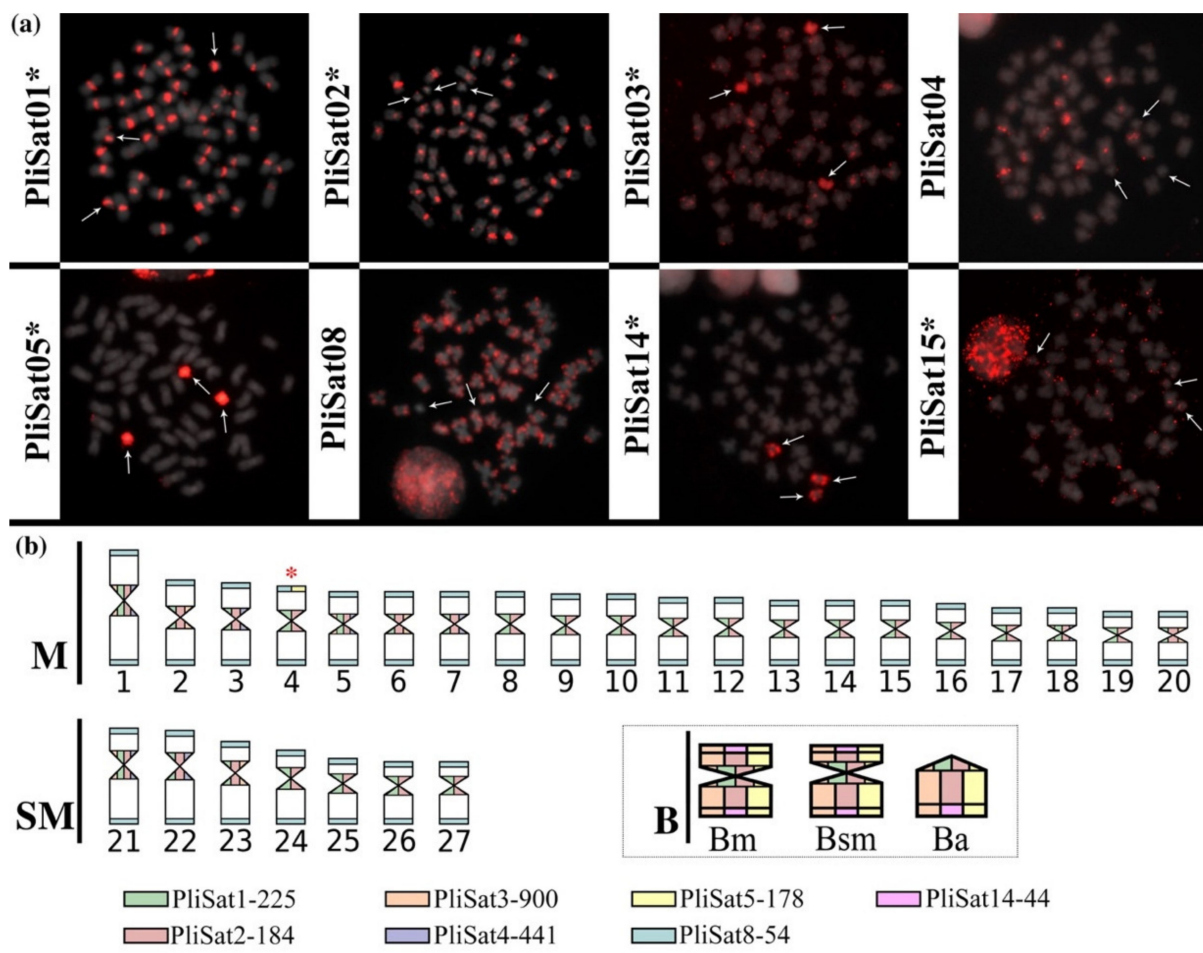 (a)
PliSat01*
PliSat02*
PliSat03*
PliSat04
PliSat05*
PliSat08
PliSat14*
PliSat15*
(b)
M
*
1 2 3 4 5 6 7 8 9 10 11 12 13 14 15 16 17 18 19 20
SM
21 22 23 24 25 26 27
B
Bm Bsm Ba
PliSat1-225 PliSat3-900 PliSat5-178 PliSat14-44
PliSat2-184 PliSat4-441 PliSat8-54